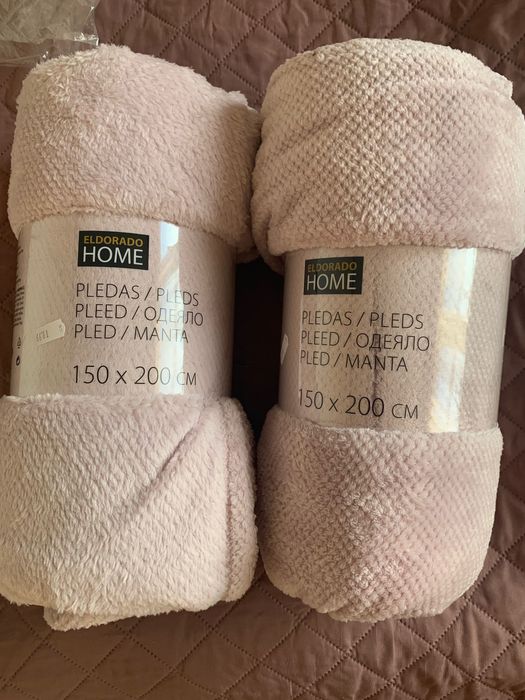 ELDORADO
HOME
PLEDAS / PLEDS
PLEED / ОДЕЯЛО
PLED / MANTA
150 x 200 CM
ELDORADO
HOME
PLEDAS / PLEDS
PLEED / ОДЕЯЛО
PLED / MANTA
150 x 200 CM